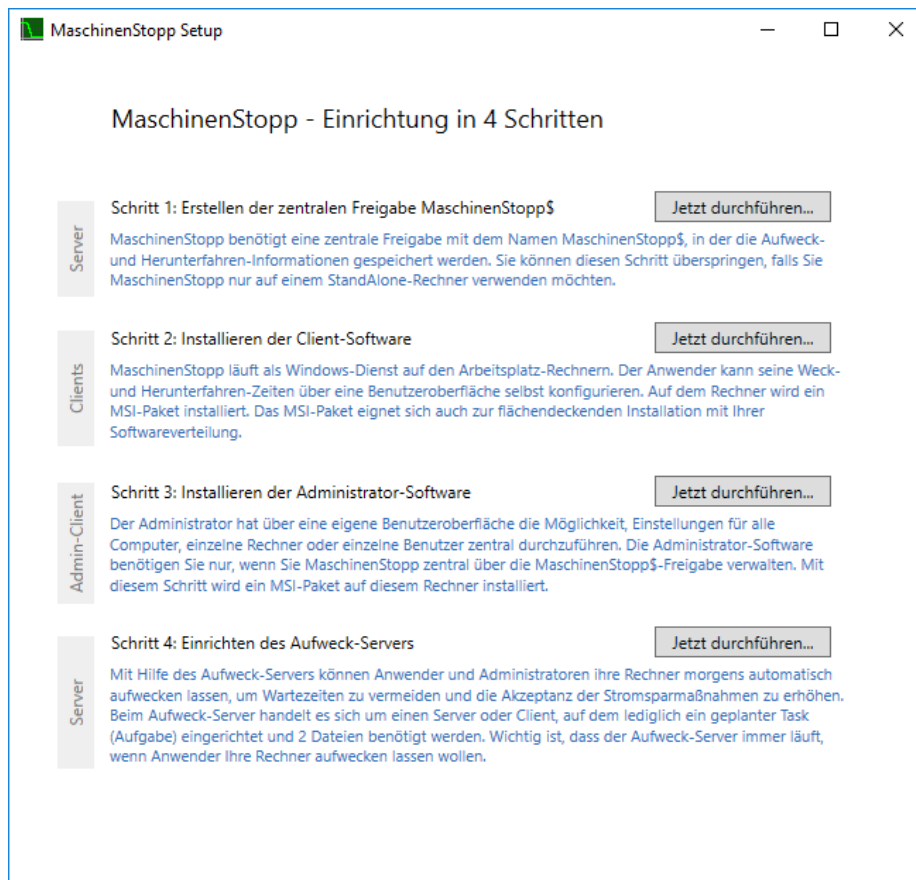 MaschinenStopp Setup
MaschinenStopp - Einrichtung in 4 Schritten
Server
Schritt 1: Erstellen der zentralen Freigabe MaschinenStopp$
Jetzt durchführen...
MaschinenStopp benötigt eine zentrale Freigabe mit dem Namen MaschinenStopp$, in der die Aufweck-
und Herunterfahren-Informationen gespeichert werden. Sie können diesen Schritt überspringen, falls Sie
MaschinenStopp nur auf einem StandAlone-Rechner verwenden möchten.
Clients
Schritt 2: Installieren der Client-Software
Jetzt durchführen...
MaschinenStopp läuft als Windows-Dienst auf den Arbeitsplatz-Rechnern. Der Anwender kann seine Weck-
und Herunterfahren-Zeiten über eine Benutzeroberfläche selbst konfigurieren. Auf dem Rechner wird ein
MSI-Paket installiert. Das MSI-Paket eignet sich auch zur flächendeckenden Installation mit Ihrer
Softwareverteilung.
Admin-Client
Schritt 3: Installieren der Administrator-Software
Jetzt durchführen...
Der Administrator hat über eine eigene Benutzeroberfläche die Möglichkeit, Einstellungen für alle
Computer, einzelne Rechner oder einzelne Benutzer zentral durchzuführen. Die Administrator-Software
benötigen Sie nur, wenn Sie MaschinenStopp zentral über die MaschinenStopp$-Freigabe verwalten. Mit
diesem Schritt wird ein MSI-Paket auf diesem Rechner installiert.
Server
Schritt 4: Einrichten des Aufweck-Servers
Jetzt durchführen...
Mit Hilfe des Aufweck-Servers können Anwender und Administratoren ihre Rechner morgens automatisch
aufwecken lassen, um Wartezeiten zu vermeiden und die Akzeptanz der Stromsparmaßnahmen zu erhöhen.
Beim Aufweck-Server handelt es sich um einen Server oder Client, auf dem lediglich ein geplanter Task
(Aufgabe) eingerichtet und 2 Dateien benötigt werden. Wichtig ist, dass der Aufweck-Server immer läuft,
wenn Anwender Ihre Rechner aufwecken lassen wollen.